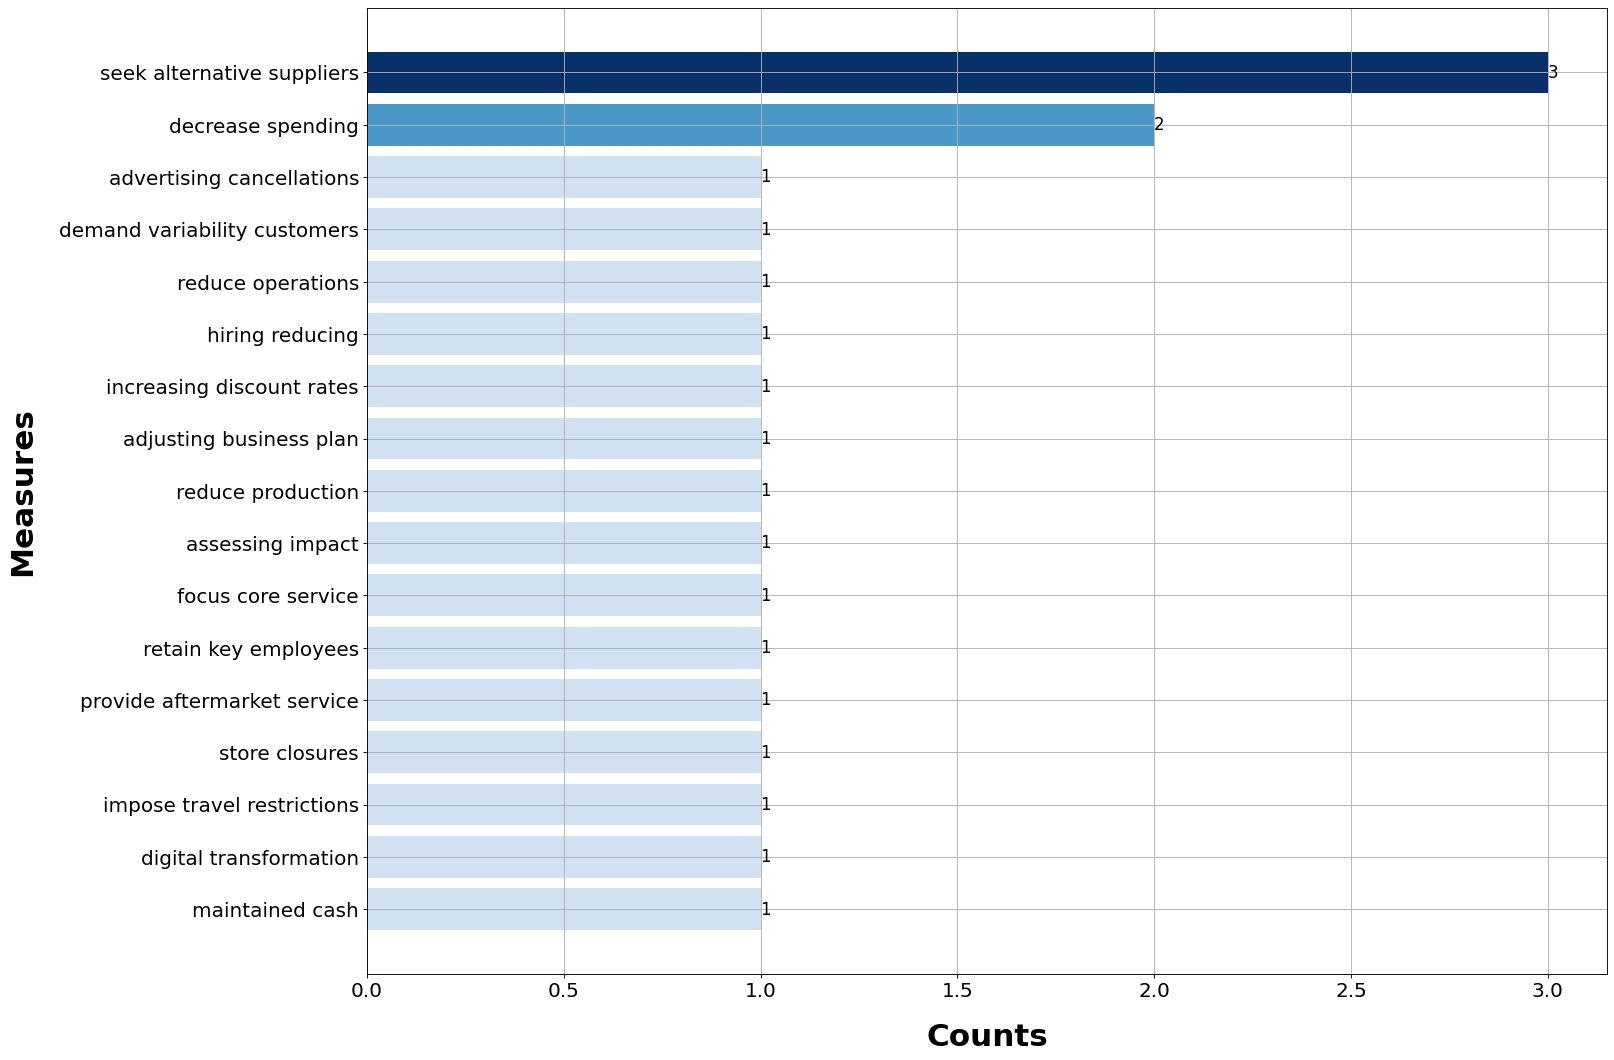 seek alternative suppliers 3
decrease spending 2
advertising cancellations 1
demand variability customers 1
reduce operations 1
hiring reducing 1
increasing discount rates 1
adjusting business plan 1
reduce production 1
assessing impact 1
focus core service 1
retain key employees 1
provide aftermarket service 1
store closures 1
impose travel restrictions 1
digital transformation 1
maintained cash 1
Measures
0.0 0.5 1.0 1.5 2.0 2.5 3.0
Counts